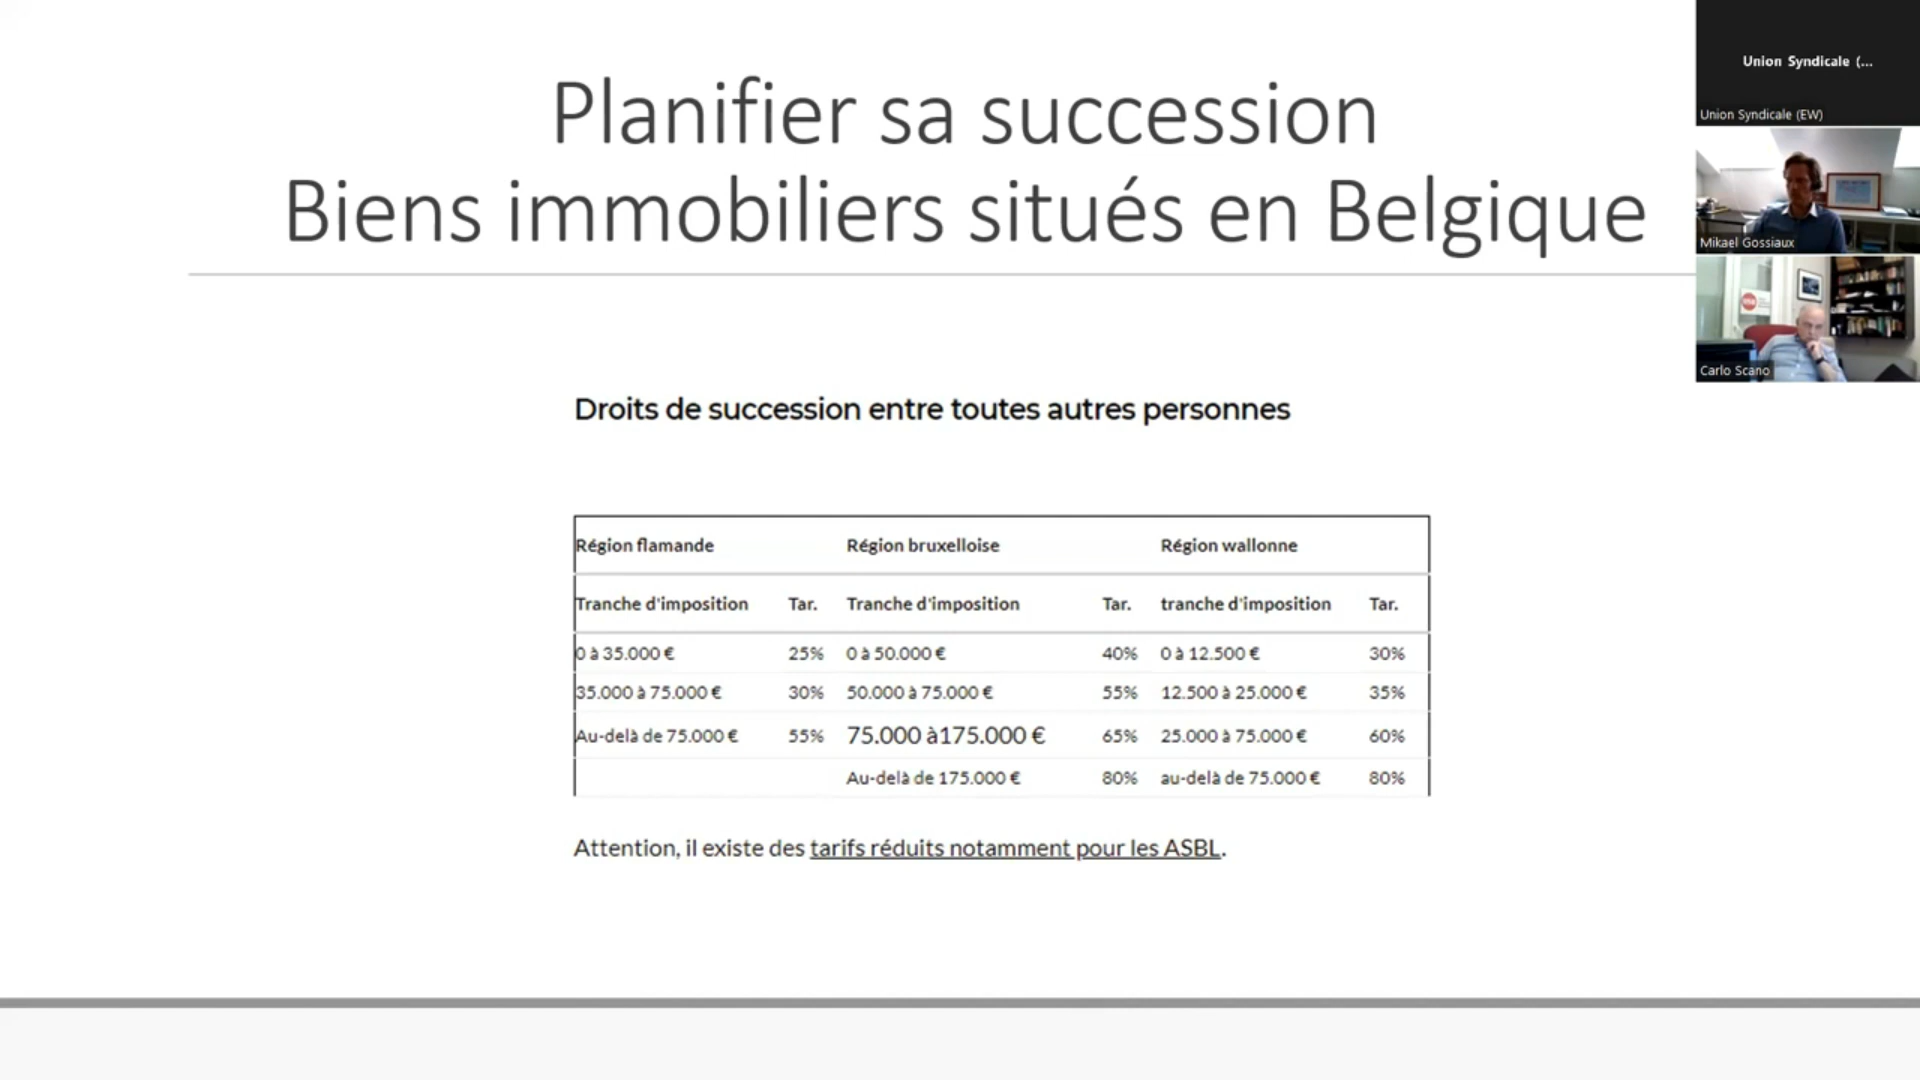 Planifier sa succession
Biens immobiliers situés en Belgique
Droits de succession entre toutes autres personnes
Région flamande Région bruxelloise Région wallonne
Tranche d'imposition Tar. Tranche d'imposition Tar. tranche d'imposition Tar.
0 à 35.000 € 25% 0 à 50.000 € 40% 0 à 12.500 € 30%
35.000 à 75.000 € 30% 50.000 à 75.000 € 55% 12.500 à 25.000 € 35%
Au-delà de 75.000 € 55% 75.000 à175.000 € 65% 25.000 à 75.000 € 60%
Au-delà de 175.000 € 80% au-delà de 75.000 € 80%
Attention, il existe des tarifs réduits notamment pour les ASBL.
Union Syndicale (...
Union Syndicale (EW)
Mikael Gossiaux
Carlo Scano